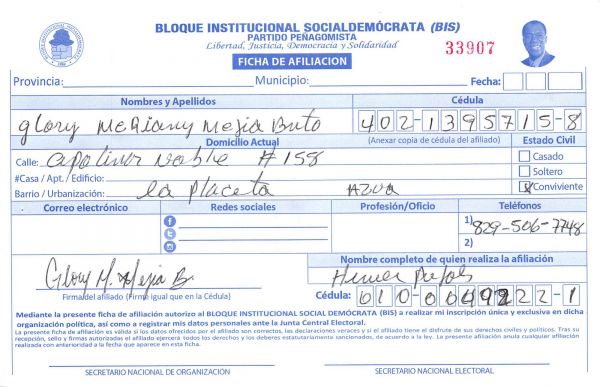 BLOQUE INSTITUCIONAL SOCIALDEMÓCRATA (BIS)
PARTIDO PEÑAGOMISTA
Libertad, Justicia, Democracia y Solidaridad
33907
FICHA DE AFILIACION
Provincia: Municipio: Fecha:
Nombres y Apellidos Cédula
Glory Mejia 402-1395715-8
Domicilio Actual (Anexar copia de cédula del afiliado) Estado Civil
Calle: Apolinar #158 Casado
#Casa / Apt. / Edificio: Soltero
Barrio / Urbanización: La Placeta Azua Conviviente
Correo electrónico Redes sociales Profesión/Oficio Teléfonos
1) 829-506-7748
2)
Nombre completo de quien realiza la afiliación
Glory M. Mejia B.
Firma del afiliado (Firme igual que en la Cédula) Cédula: 010-0049222-1
Mediante la presente ficha de afiliación autorizo al BLOQUE INSTITUCIONAL SOCIAL DEMÓCRATA (BIS) a realizar mi inscripción única y exclusiva en dicha
organización política, así como a registrar mis datos personales ante la Junta Central Electoral.
La presente ficha de afiliación es válida si los datos ofrecidos por el afiliado son correctos, las declaraciones veraces y si el afiliado tiene el disfrute de sus derechos civiles y políticos. Tras su
recepción, sello y firmas autorizadas el afiliado ejercerá todos los derechos y los deberes estatutariamente sancionados, de acuerdo a la ley. La presente afiliación anula cualquier afiliación
realizada con anterioridad a la fecha que aparece en esta ficha.
SECRETARIO NACIONAL DE ORGANIZACIÓN SECRETARIO NACIONAL ELECTORAL